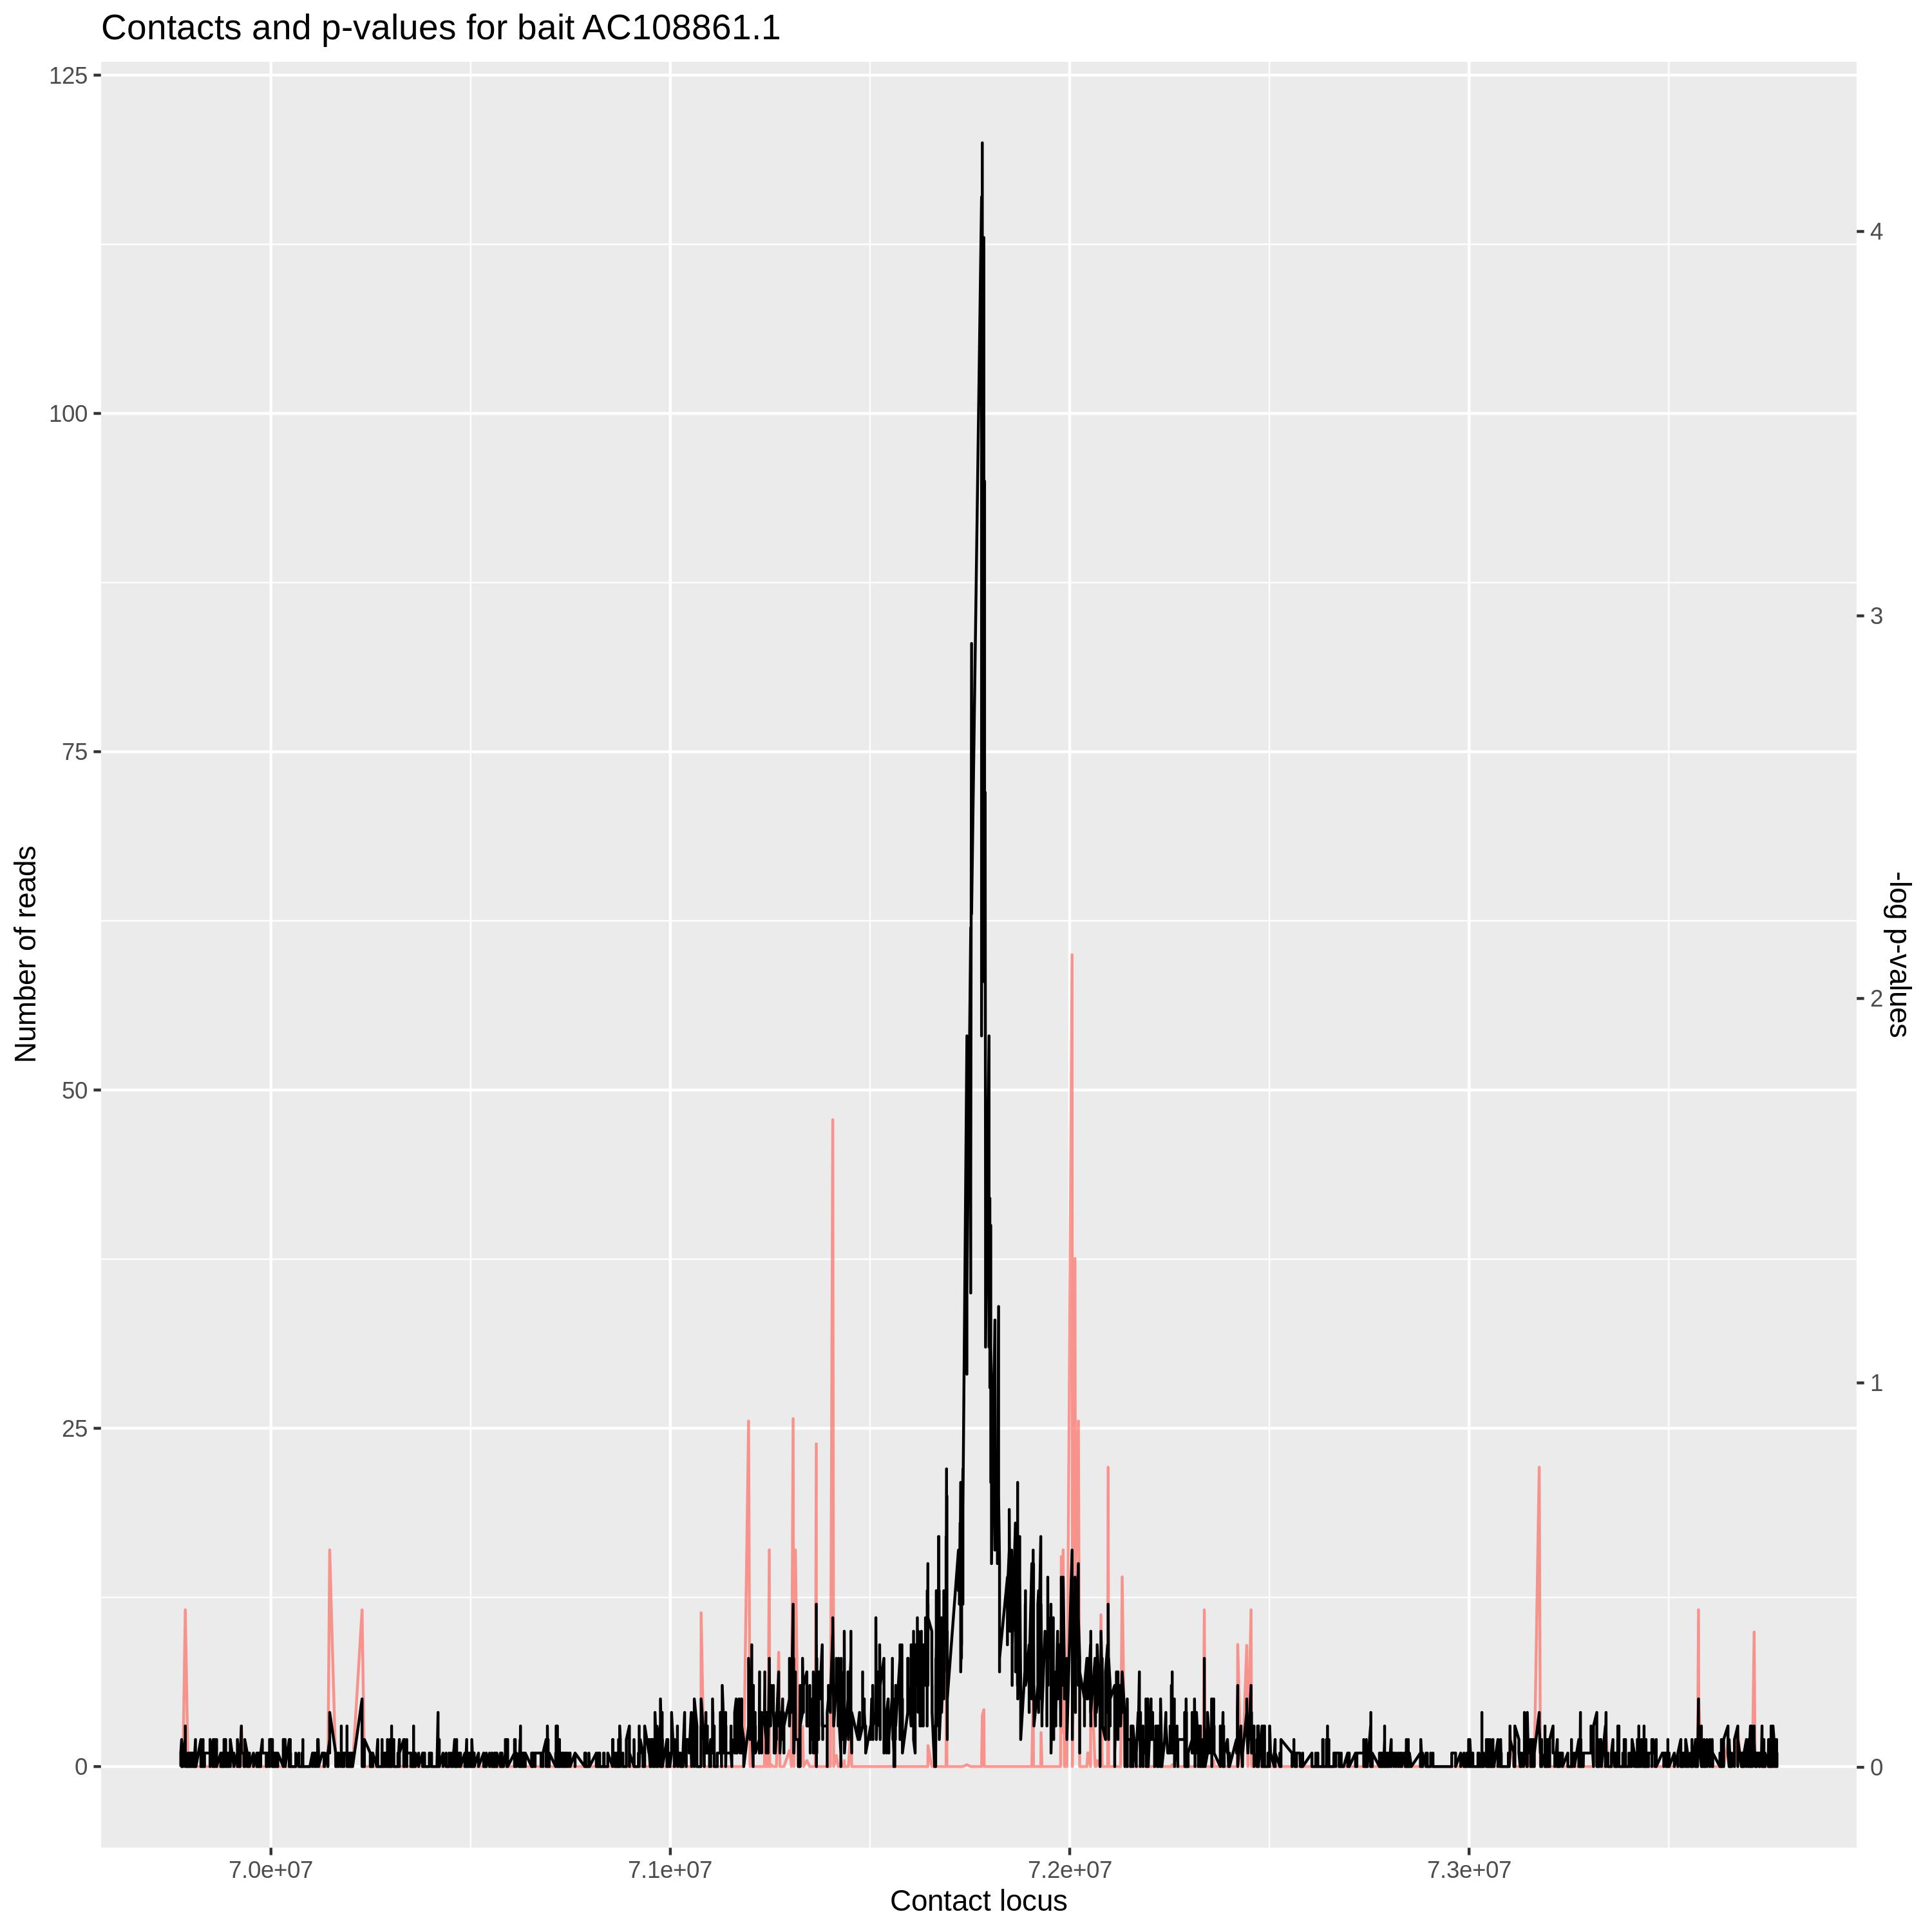 Contacts and p-values for bait AC108861.1
125
100
75
50
25
0
Number of reads
4
3
2
1
0
-log p-values
7.0e+07
7.1e+07
7.2e+07
7.3e+07
Contact locus